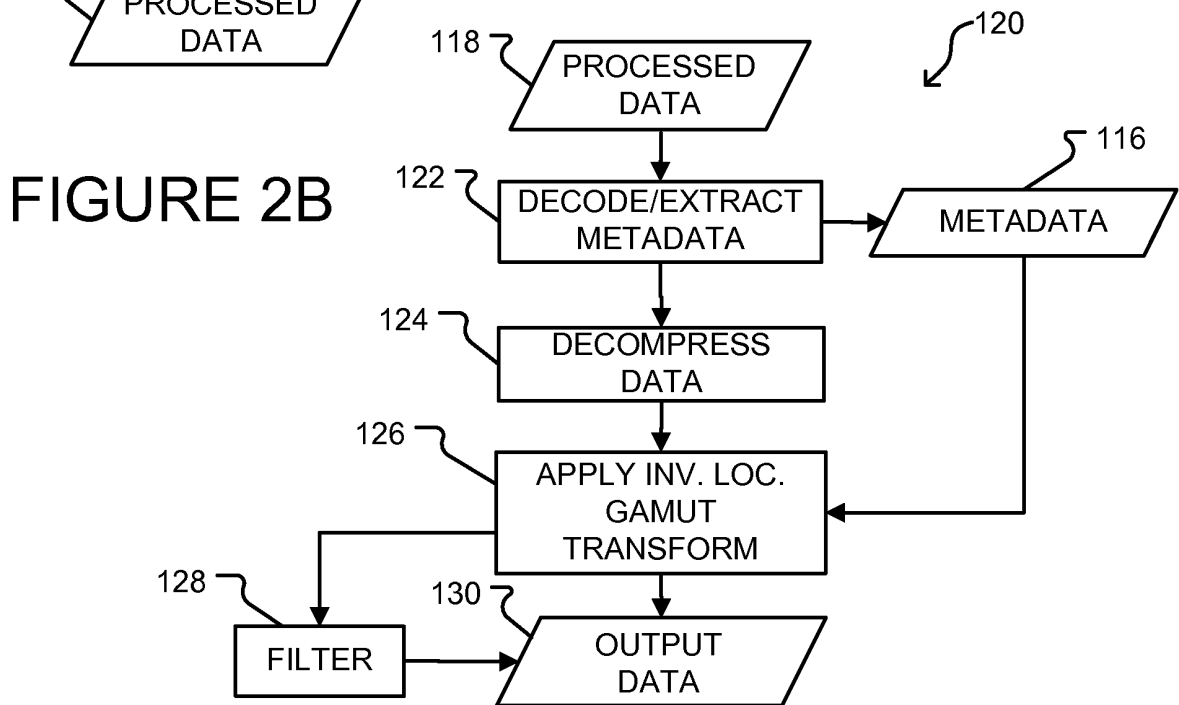 PROCESSED
DATA
120
118
PROCESSED
DATA
116
FIGURE 2B
122
DECODE/EXTRACT
METADATA
METADATA
124
DECOMPRESS
DATA
126
APPLY INV. LOC.
GAMUT
TRANSFORM
128
130
FILTER
OUTPUT
DATA